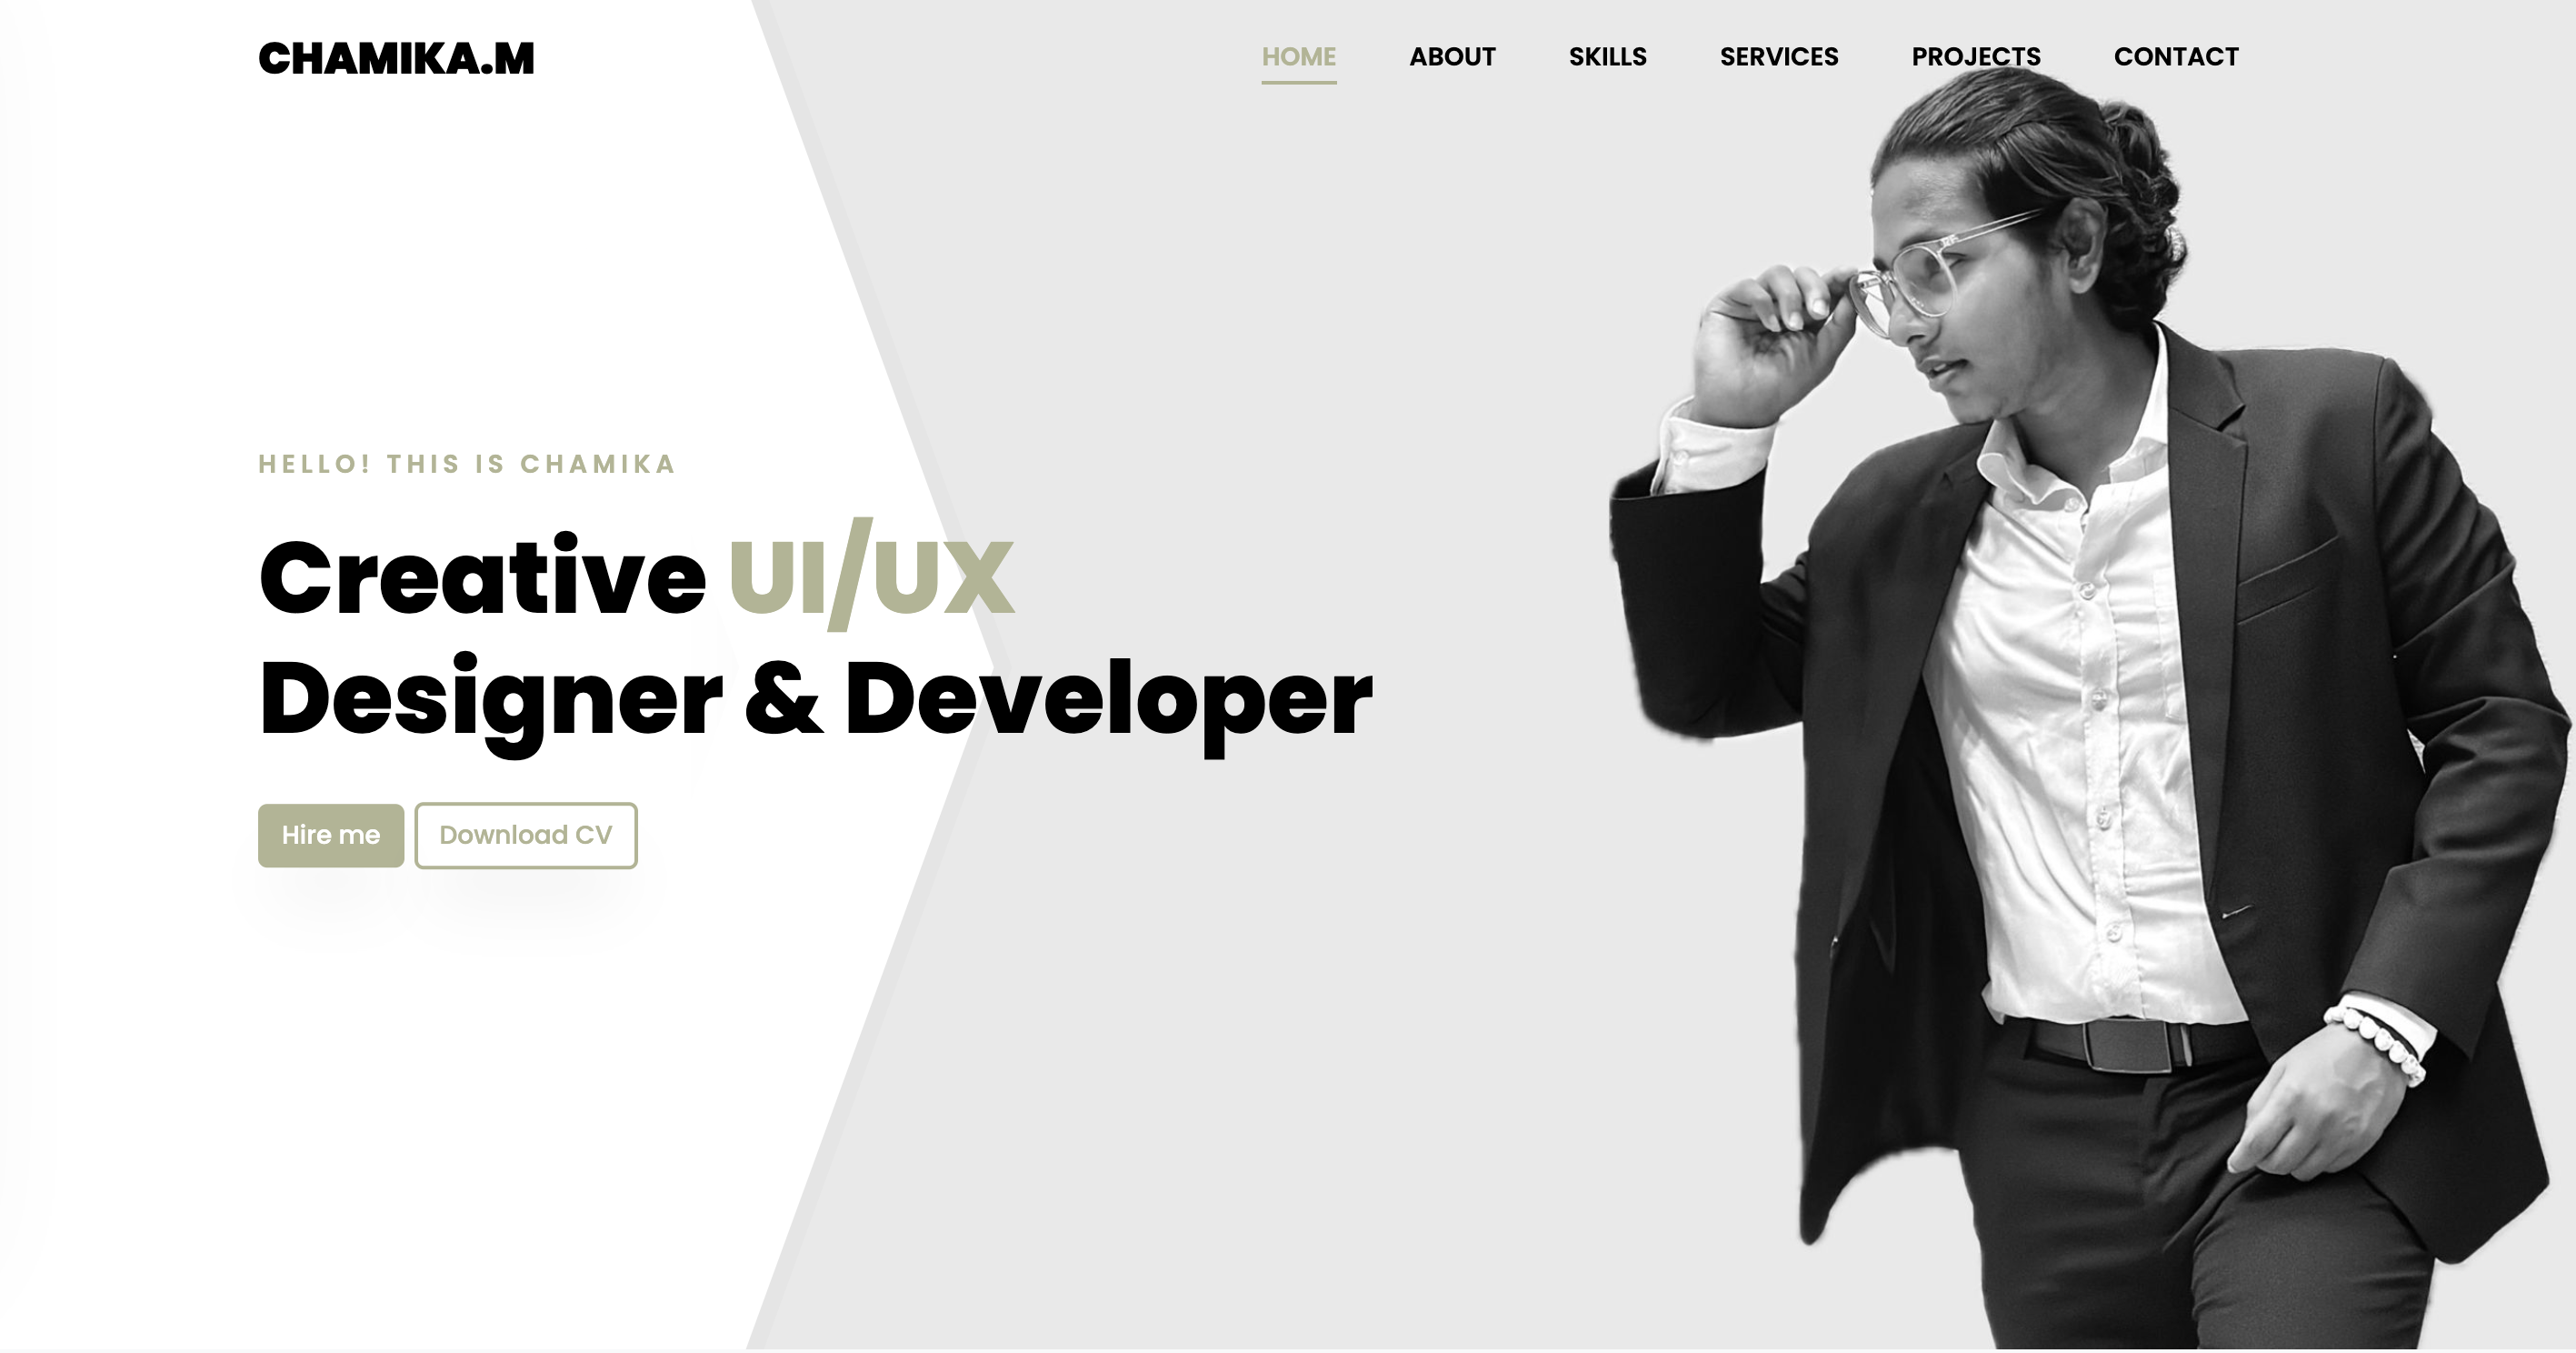 CHAMIKA.M
HOME ABOUT SKILLS SERVICES PROJECTS CONTACT
HELLO! THIS IS CHAMIKA
Creative UI/UX
Designer & Developer
Hire me Download CV